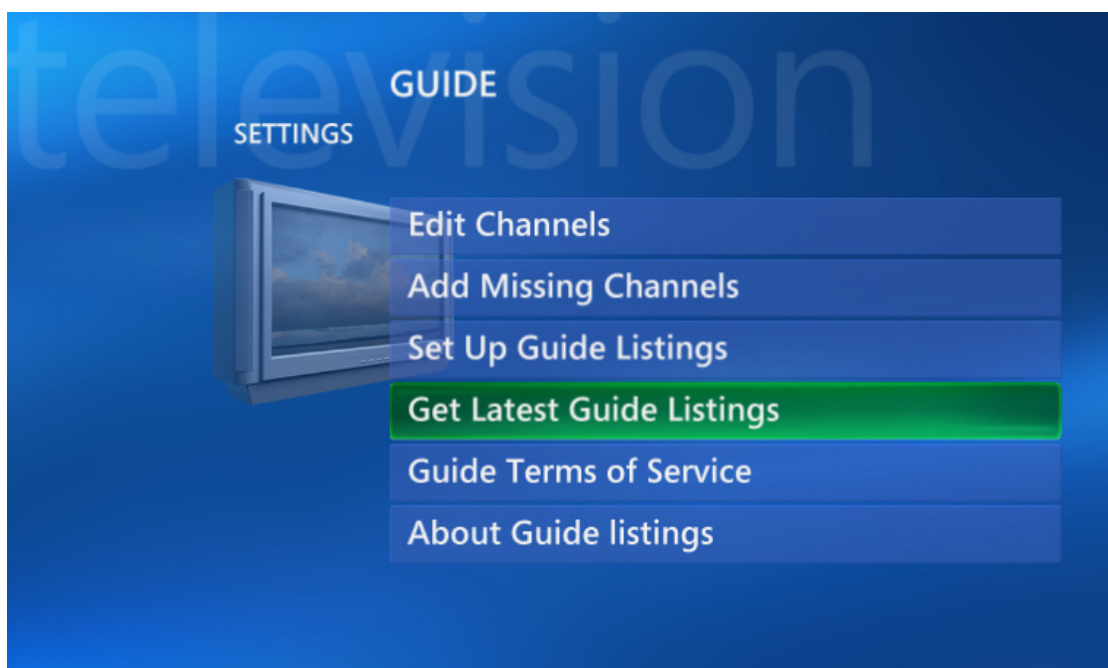 television
GUIDE
SETTINGS
Edit Channels
Add Missing Channels
Set Up Guide Listings
Get Latest Guide Listings
Guide Terms of Service
About Guide listings